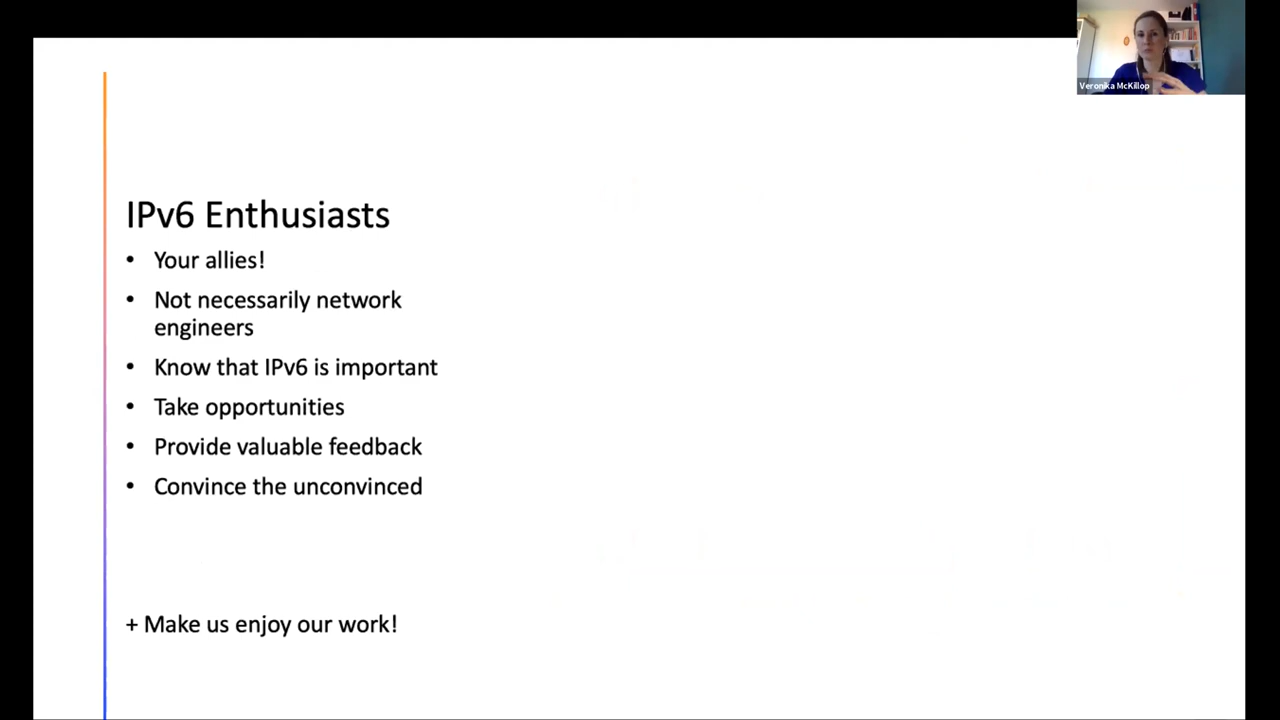 Veronika McKillop
IPv6 Enthusiasts
• Your allies!
• Not necessarily network
engineers
• Know that IPv6 is important
• Take opportunities
• Provide valuable feedback
• Convince the unconvinced
+ Make us enjoy our work!